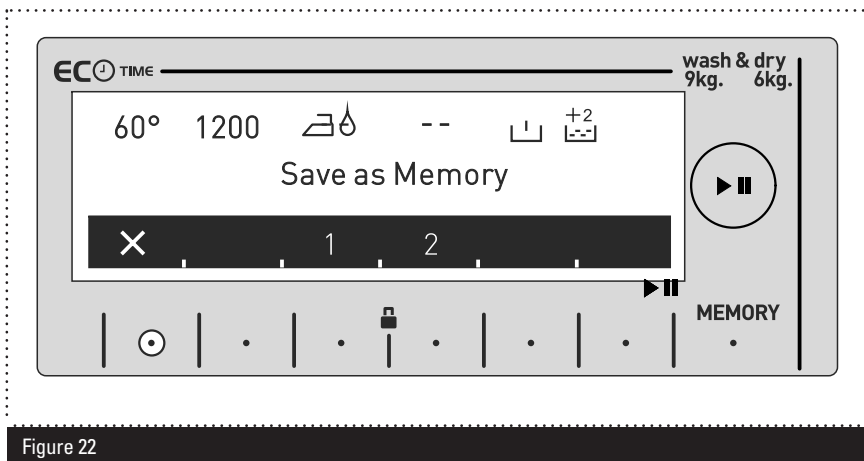 ECO TIME
wash & dry
9kg. 6kg.
60° 1200 -- +2
Save as Memory
1 2
MEMORY
Figure 22